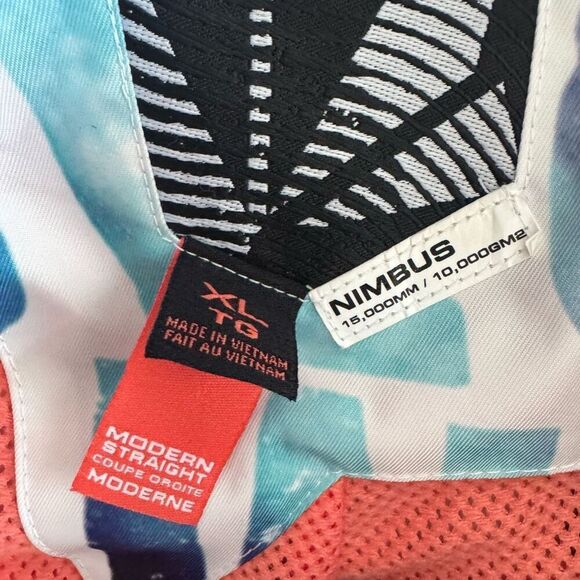 NIMBUS
15,000MM / 10,000GM2
XL
TG
MADE IN VIETNAM
FAIT AU VIETNAM
MODERN
STRAIGHT
COUPE DROITE
MODERNE